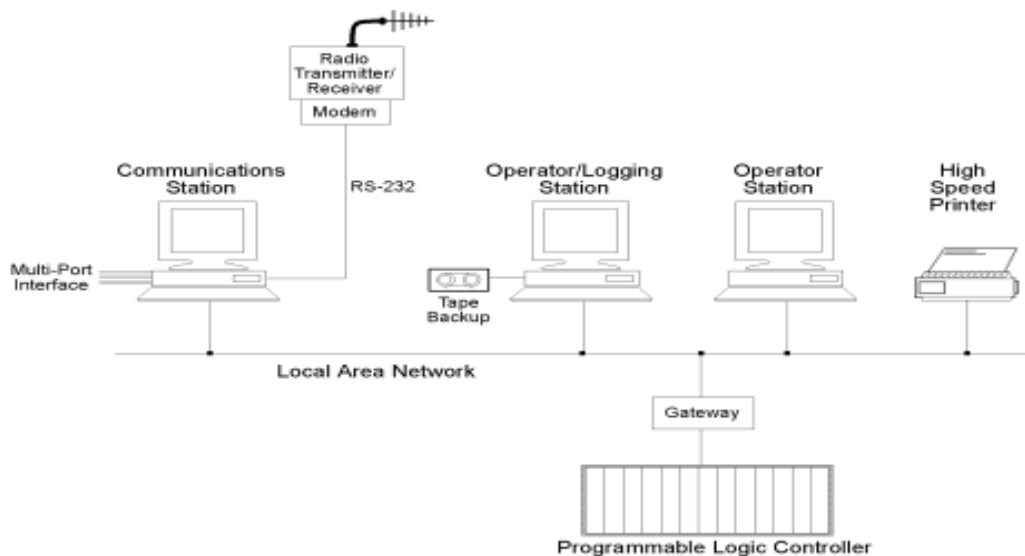 Radio
Transmitter/
Receiver
Modem
Communications
Station
RS-232
Operator/Logging
Station
Operator
Station
High
Speed
Printer
Multi-Port
Interface
Tape
Backup
Local Area Network
Gateway
Programmable Logic Controller